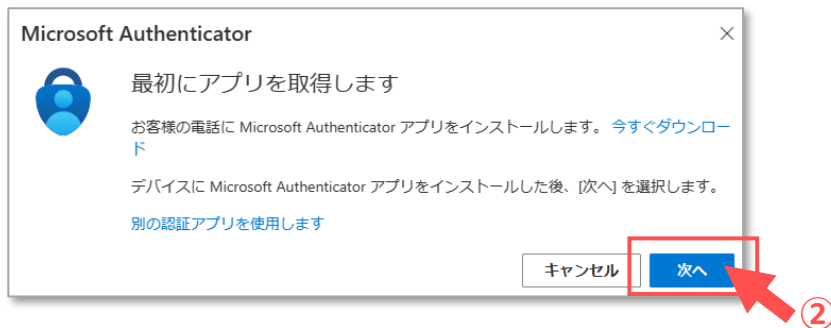 Microsoft Authenticator
最初にアプリを取得します
お客様の電話に Microsoft Authenticator アプリをインストールします。 今すぐダウンロー
ド
デバイスに Microsoft Authenticator アプリをインストールした後、[次へ] を選択します。
別の認証アプリを使用します
キャンセル 次へ
②